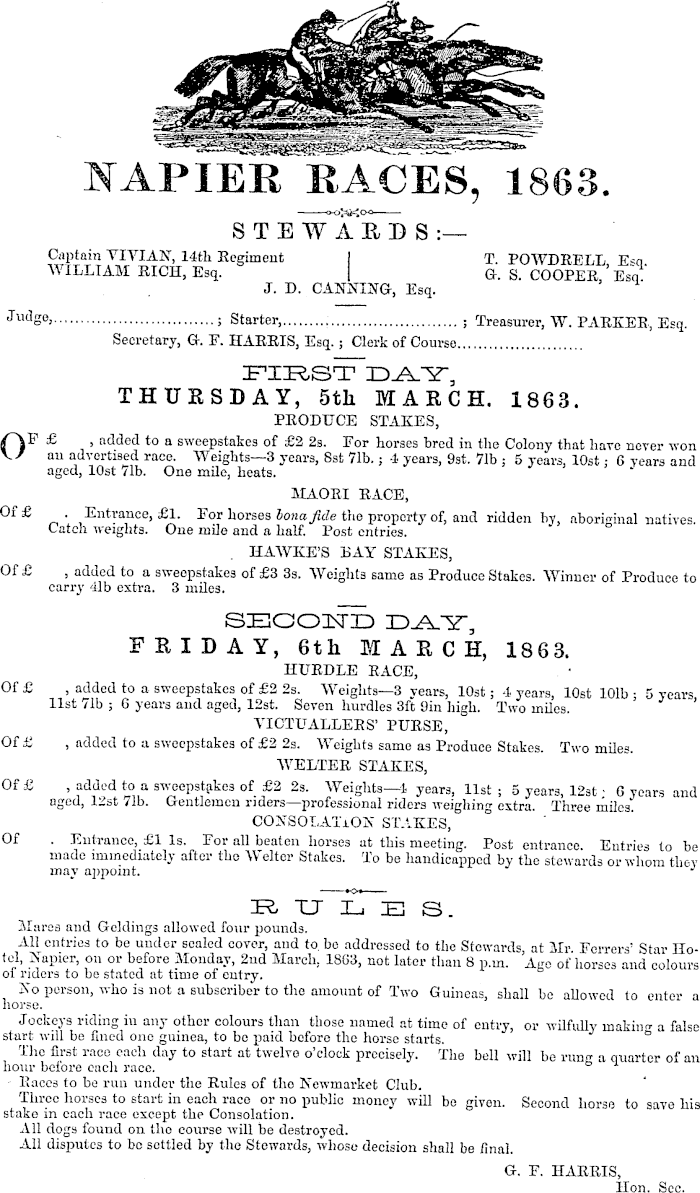 NAPIER RACES, 1863.
STEWARDS:—
Captain VIVIAN, 14th Regiment
WILLIAM RICH, Esq.
T. POWDRELL, Esq.
G. S. COOPER, Esq.
J. D. CANNING, Esq.
Judge,............................ ; Starter,................................ ; Treasurer, W. PARKER, Esq.
Secretary, G. F. HARRIS, Esq. ; Clerk of Course.......................
FIRST DAY,
THURSDAY, 5th MARCH. 1863.
PRODUCE STAKES,
OF £ , added to a sweepstakes of £2 2s. For horses bred in the Colony that have never won
an advertised race. Weights—3 years, 8st 7lb. ; 4 years, 9st. 7lb ; 5 years, 10st ; 6 years and
aged, 10st 7lb. One mile, heats.
MAORI RACE,
Of £ . Entrance, £1. For horses bona fide the property of, and ridden by, aboriginal natives.
Catch weights. One mile and a half. Post entries.
HAWKE'S BAY STAKES,
Of £ , added to a sweepstakes of £3 3s. Weights same as Produce Stakes. Winner of Produce to
carry 4lb extra. 3 miles.
SECOND DAY,
FRIDAY, 6th MARCH, 1863.
HURDLE RACE,
Of £ , added to a sweepstakes of £2 2s. Weights—3 years, 10st ; 4 years, 10st 10lb ; 5 years,
11st 7lb ; 6 years and aged, 12st. Seven hurdles 3ft 9in high. Two miles.
VICTUALLERS' PURSE,
Of £ , added to a sweepstakes of £2 2s. Weights same as Produce Stakes. Two miles.
WELTER STAKES,
Of £ , added to a sweepstakes of £2 2s. Weights—4 years, 11st ; 5 years, 12st ; 6 years and
aged, 12st 7lb. Gentlemen riders—professional riders weighing extra. Three miles.
CONSOLATION STAKES,
Of . Entrance, £1 1s. For all beaten horses at this meeting. Post entrance. Entries to be
made immediately after the Welter Stakes. To be handicapped by the stewards or whom they
may appoint.
RULES.
Mares and Geldings allowed four pounds.
All entries to be under sealed cover, and to be addressed to the Stewards, at Mr. Ferrers' Star Ho-
tel, Napier, on or before Monday, 2nd March, 1863, not later than 8 p.m. Age of horses and colours
of riders to be stated at time of entry.
No person, who is not a subscriber to the amount of Two Guineas, shall be allowed to enter a
horse.
Jockeys riding in any other colours than those named at time of entry, or wilfully making a false
start will be fined one guinea, to be paid before the horse starts.
The first race each day to start at twelve o'clock precisely. The bell will be rung a quarter of an
hour before each race.
Races to be run under the Rules of the Newmarket Club.
Three horses to start in each race or no public money will be given. Second horse to save his
stake in each race except the Consolation.
All dogs found on the course will be destroyed.
All disputes to be settled by the Stewards, whose decision shall be final.
G. F. HARRIS,
Hon. Sec.